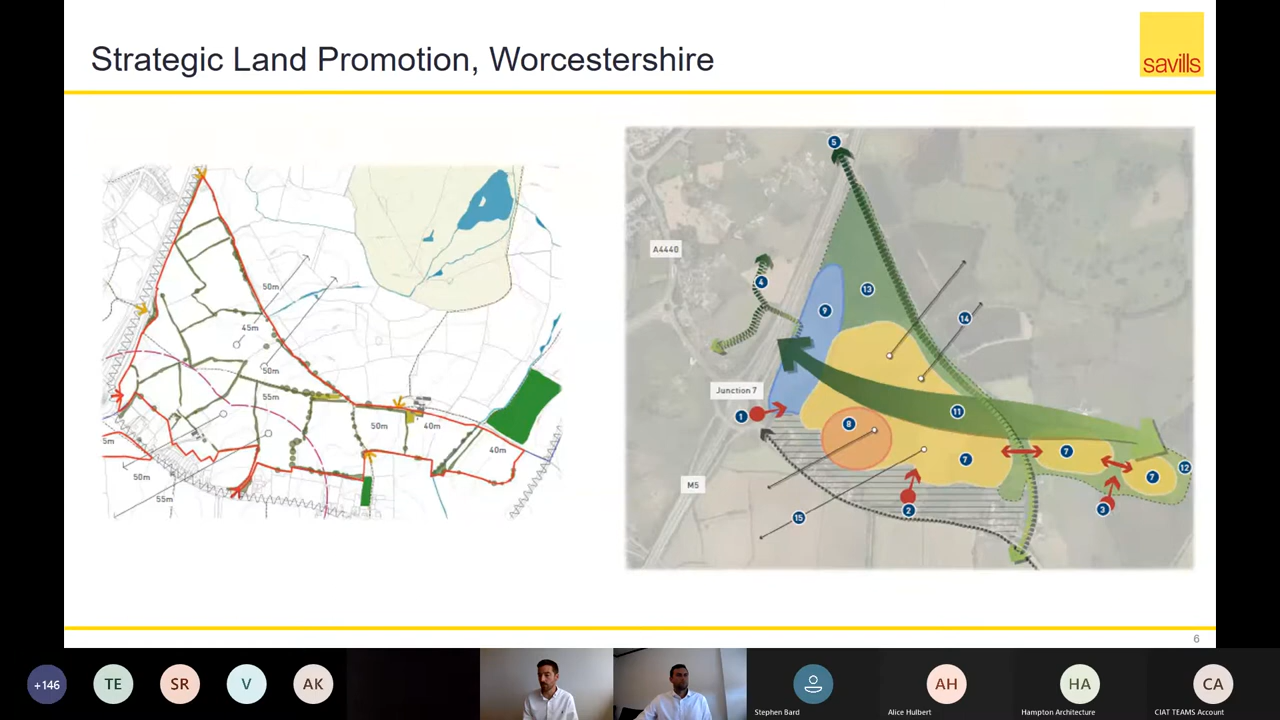 Strategic Land Promotion, Worcestershire
savills
50m
45m
50m
55m
50m
40m
40m
5m
50m
55m
5
A4440
4
13
9
14
Junction 7
1
11
8
7
7
12
7
M5
2
3
15
6
+146
TE
SR
V
AK
AH
HA
CA
Stephen Bard
Alice Hulbert
Hampton Architecture
CIAT TEAMS Account